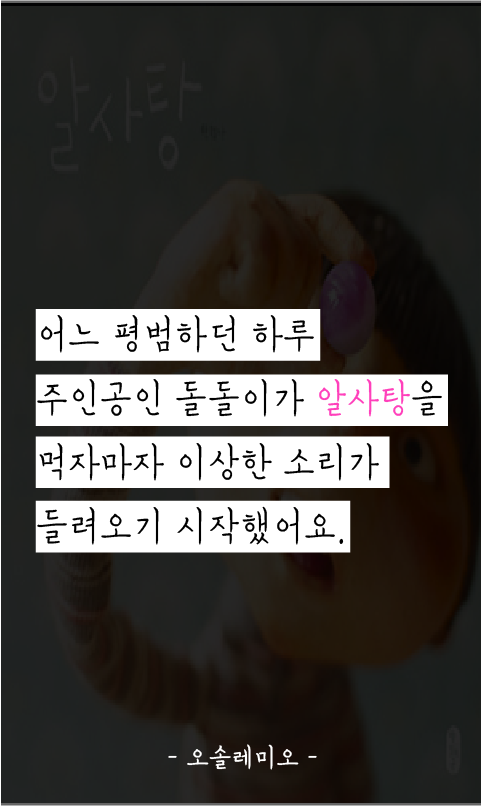 알사탕
어느 평범하던 하루
주인공인 돌돌이가 알사탕을
먹자마자 이상한 소리가
들려오기 시작했어요.
- 오솔레미오 -